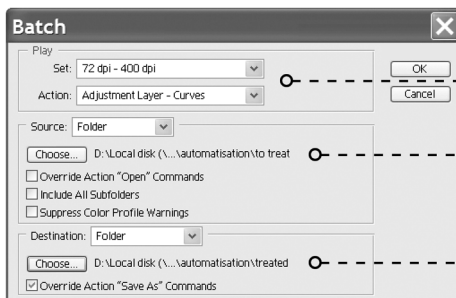 Batch
Play
Set: 72 dpi - 400 dpi
OK
Action: Adjustment Layer - Curves
Cancel
Source: Folder
Choose... D:\Local disk (\...\automatisation\to treat
Override Action "Open" Commands
Include All Subfolders
Suppress Color Profile Warnings
Destination: Folder
Choose... D:\Local disk (\...\automatisation\treated
Override Action "Save As" Commands